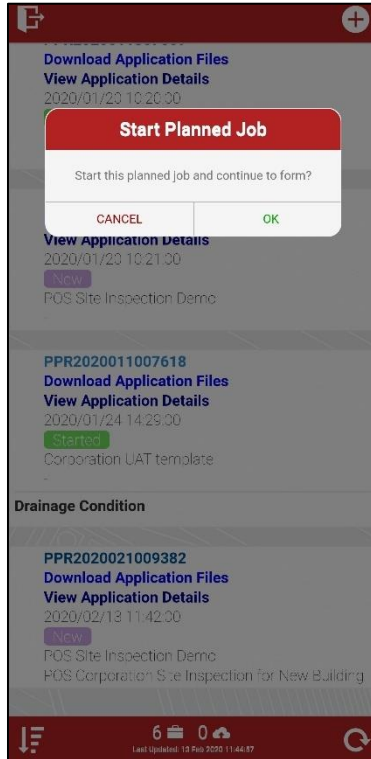 Download Application Files
View Application Details
2020/01/20 10:20:00
Start Planned Job
Start this planned job and continue to form?
CANCEL OK
View Application Details
2020/01/20 10:21:00
New
POS Site Inspection Demo
-
PPR2020011007618
Download Application Files
View Application Details
2020/01/24 14:29:00
Started
Corporation UAT template
-
Drainage Condition
PPR2020021009382
Download Application Files
View Application Details
2020/02/13 11:42:00
New
POS Site Inspection Demo
POS Corporation Site Inspection for New Building
6 0
Last Updated: 13 Feb 2020 11:44:57